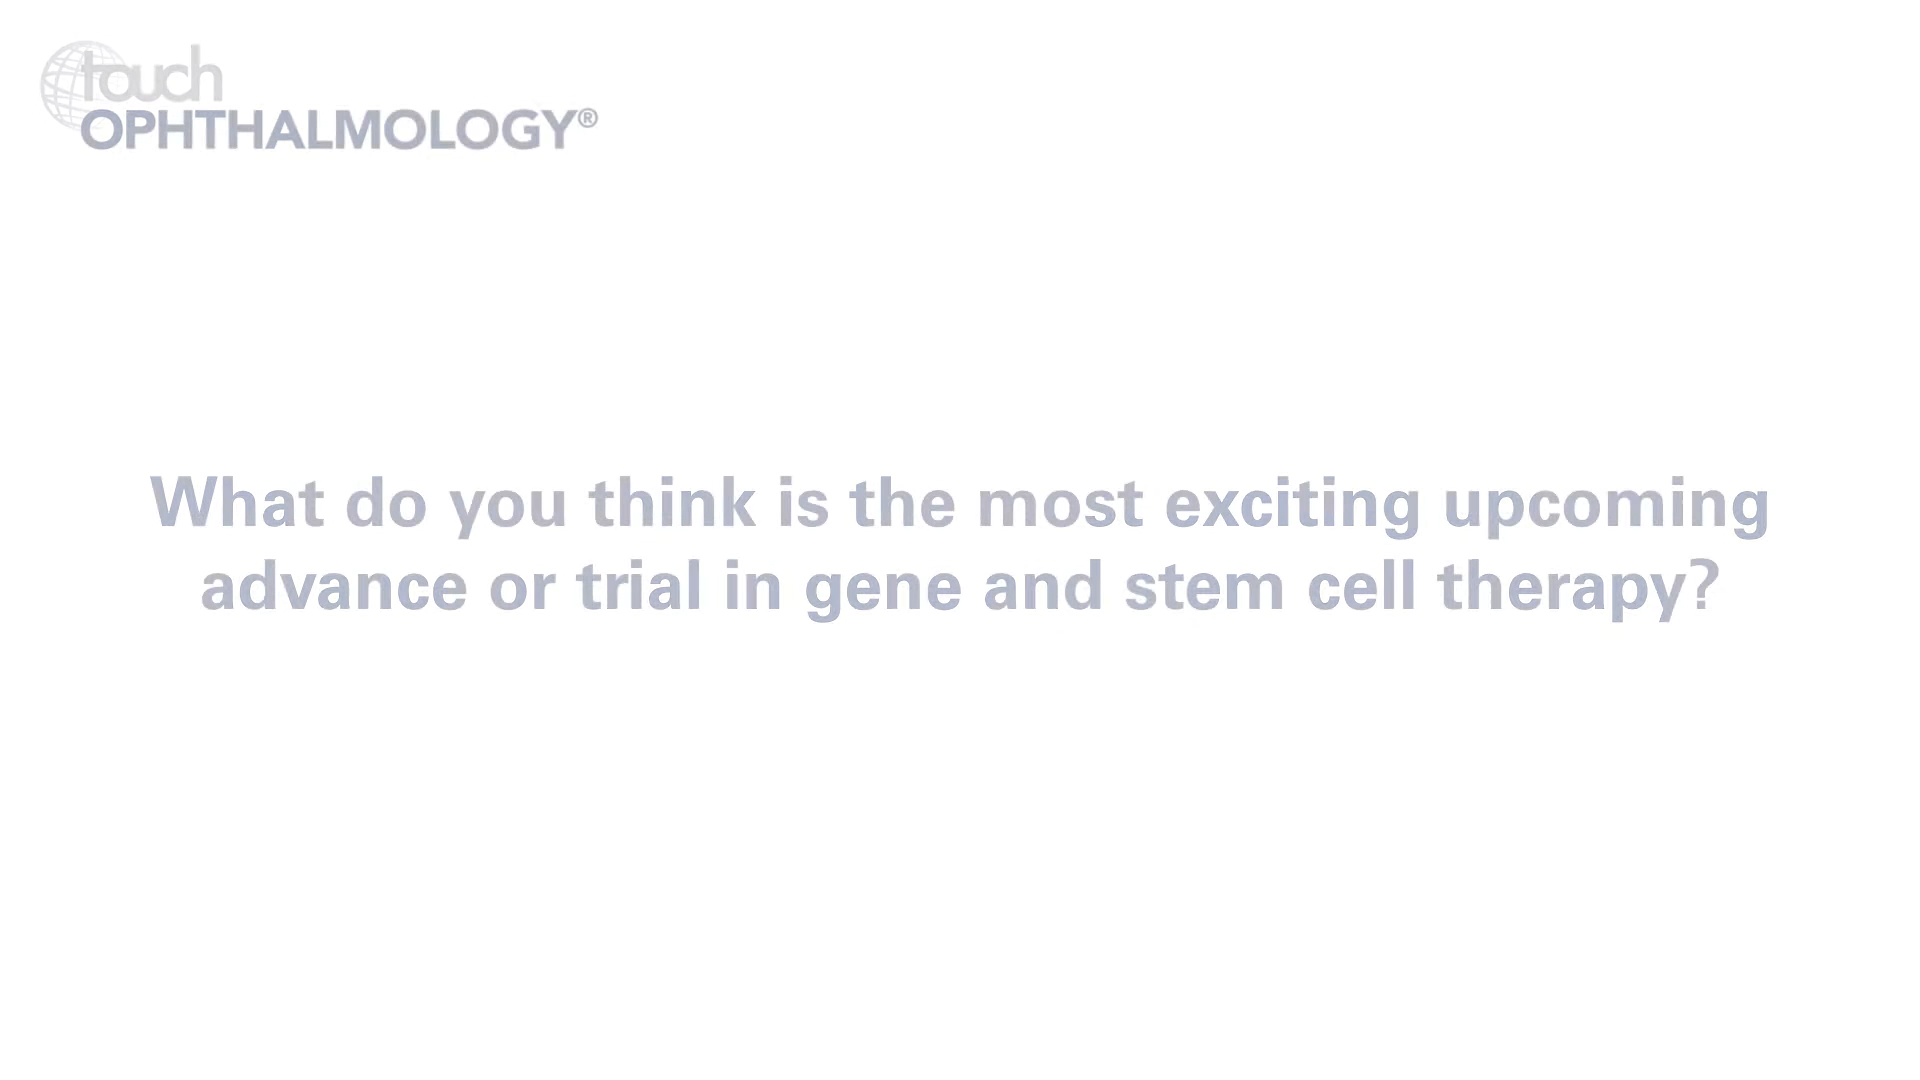 touch
OPHTHALMOLOGY®
What do you think is the most exciting upcoming
advance or trial in gene and stem cell therapy?